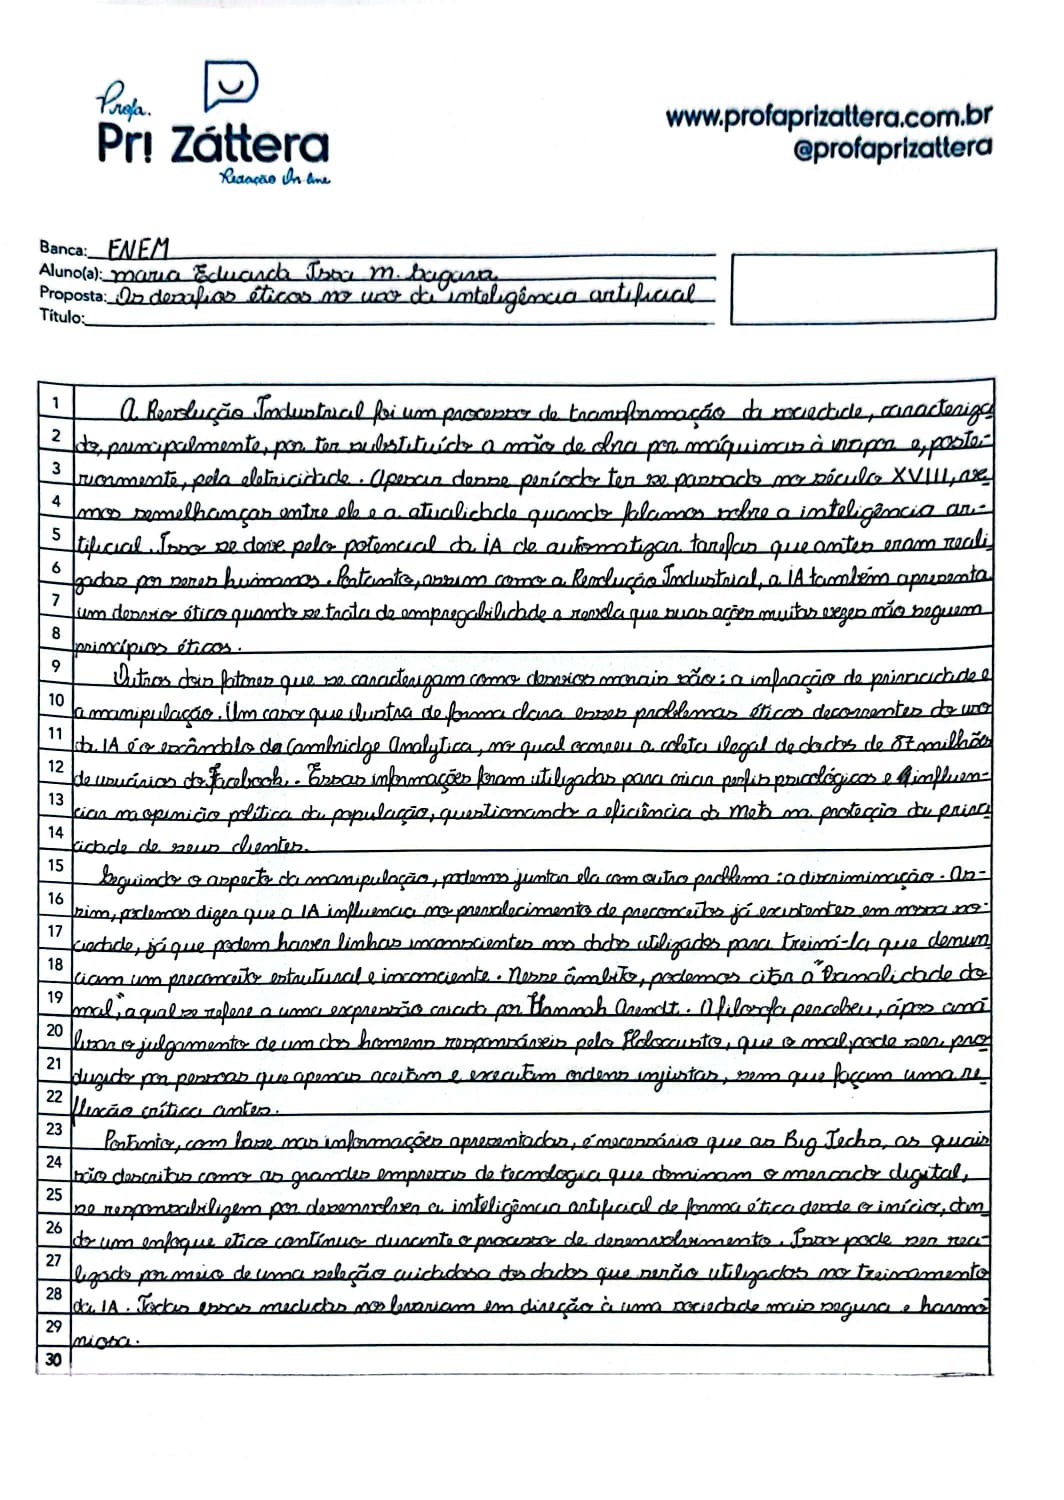 Profa.
Pr! Záttera
Redação On-line
www.profaprizattera.com.br
@profaprizattera
Banca: ENEM
Aluno(a): Maria Eduarda Issa M.
Proposta: Os desafios éticos no uso da inteligência artificial
Título:
1 A Revolução Industrial foi um processo de transformação da sociedade, caracteriza
2 do, principalmente, por ter substituído a mão de obra por máquinas à vapor e, poste-
3 riormente, pela eletricidade. Apesar desse período ter se passado no século XVIII,
4 mos semelhanças entre ele e a atualidade quando falamos sobre a inteligência ar-
5 tificial. Isso se deve pelo potencial da IA de automatizar tarefas que antes eram reali
6 zadas por seres humanos. Portanto, assim como a Revolução Industrial, a IA também apresenta
7 um desvio ético quando se trata de empregabilidade e revela que suas ações muitas vezes não seguem
8 princípios éticos.
9 Outros dois fatores que se caracterizam como desvios morais são: a infração de privacidade e
10 a manipulação. Um caso que ilustra de forma clara esses problemas éticos decorrentes do uso
11 da IA é o escândalo da Cambridge Analytica, no qual ocorreu a coleta ilegal de dados de 87 milhões
12 de usuários do Facebook. Essas informações foram utilizadas para criar perfis psicológicos e influen-
13 ciar na opinião política da população, questionando a eficiência da Meta na proteção da priva
14 cidade de seus clientes.
15 Seguindo o aspecto da manipulação, podemos juntar ela com outro problema: a discriminação. As-
16 sim, podemos dizer que a IA influencia no prevalecimento de preconceitos já existentes em nossa so-
17 ciedade, já que podem haver linhas inconscientes nos dados utilizados para treiná-la que denun
18 ciam um preconceito estrutural e inconciente. Nesse âmbito, podemos citar a "Banalidade do
19 mal", a qual se refere a uma expressão criada por Hannah Arendt. A filosofa percebeu, após aná
20 lisar o julgamento de um dos homens responsáveis pelo Holocausto, que o mal pode ser pro
21 duzido por pessoas que apenas aceitam e executam ordens injustas, sem que façam uma re
22 flexão crítica antes.
23 Portanto, com base nas informações apresentadas, é necessário que as Big Techs, as quais
24 são descritas como as grandes empresas de tecnologia que dominam o mercado digital,
25 se responsabilizem por desenvolver a inteligência artificial de forma ética desde o início, dan
26 do um enfoque etico contínuo durante o processo de desenvolvimento. Isso pode ser rea-
27 lizado por meio de uma seleção cuidadosa dos dados que serão utilizados no treinamento
28 da IA. Todas essas medidas nos levariam em direção à uma sociedade mais segura e harmo
29 niosa.
30